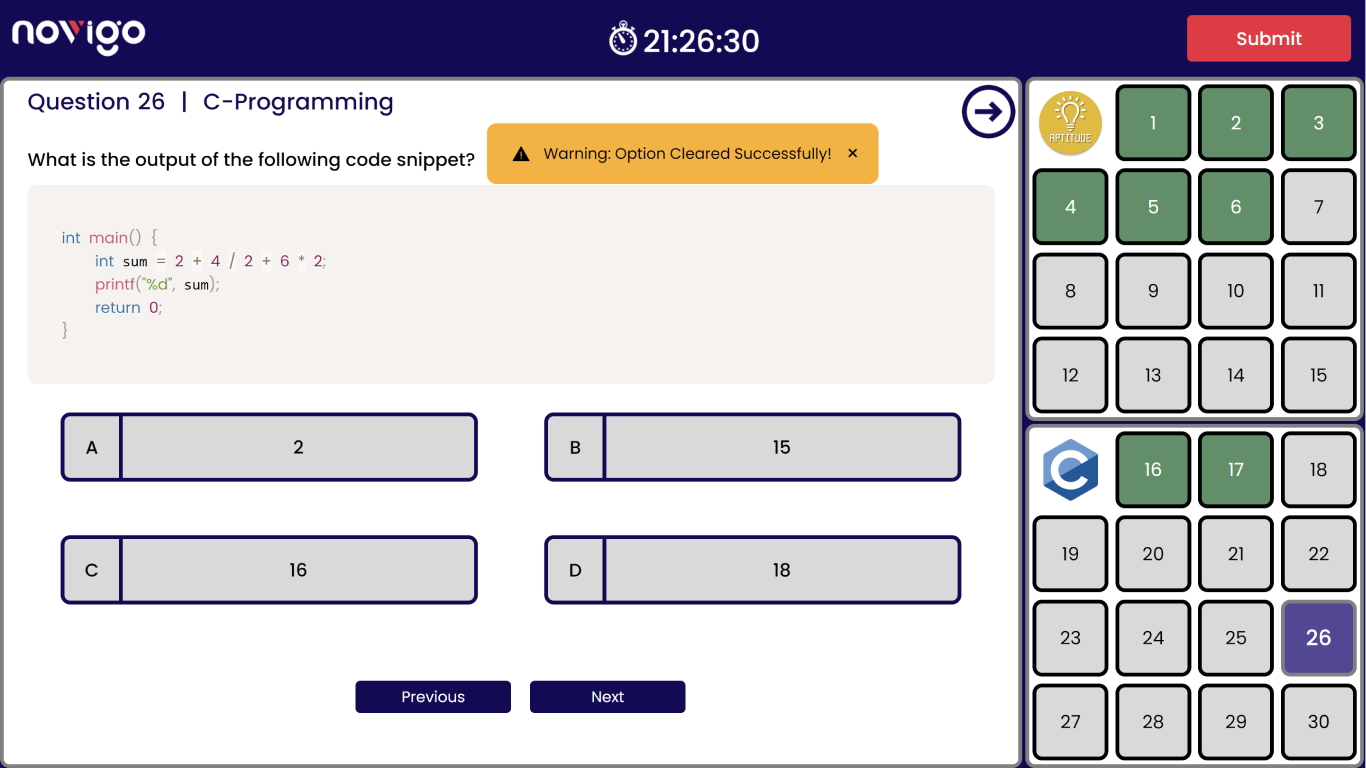 novigo
21:26:30
Submit
Question 26 | C-Programming
What is the output of the following code snippet?
Warning: Option Cleared Successfully! ×
int main() {
int sum = 2 + 4 / 2 + 6 * 2;
printf("%d", sum);
return 0;
}
A 2
B 15
C 16
D 18
Previous
Next
APTITUDE
1
2
3
4
5
6
7
8
9
10
11
12
13
14
15
C
16
17
18
19
20
21
22
23
24
25
26
27
28
29
30